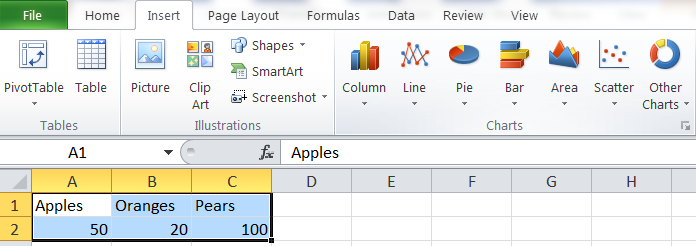 File Home Insert Page Layout Formulas Data Review View
PivotTable Table Picture Clip Art Shapes SmartArt Screenshot Column Line Pie Bar Area Scatter Other Charts
Tables Illustrations Charts
A1 fx Apples
A B C D E F G H
1 Apples Oranges Pears
2 50 20 100